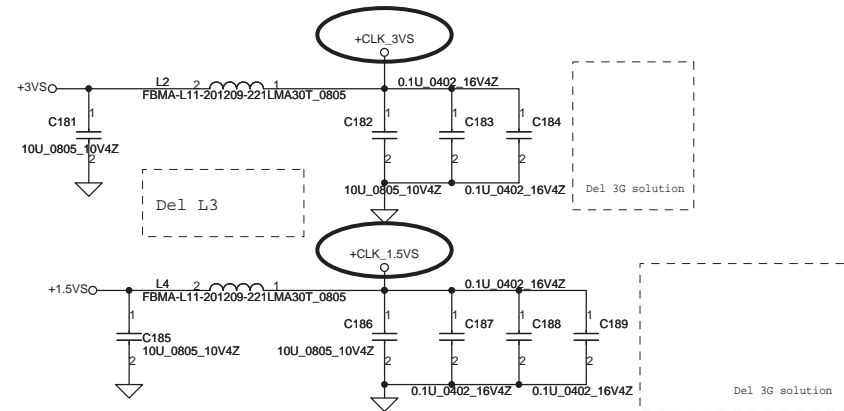 +CLK_3VS
+3VS
L2
2
1
FBMA-L11-201209-221LMA30T_0805
0.1U_0402_16V4Z
1
C181
2
10U_0805_10V4Z
1
C182
2
10U_0805_10V4Z
1
C183
2
1
C184
2
0.1U_0402_16V4Z
Del 3G solution
Del L3
+CLK_1.5VS
+1.5VS
L4
2
1
FBMA-L11-201209-221LMA30T_0805
0.1U_0402_16V4Z
1
C185
2
10U_0805_10V4Z
1
C186
2
10U_0805_10V4Z
1
C187
2
1
C188
2
1
C189
2
0.1U_0402_16V4Z
0.1U_0402_16V4Z
Del 3G solution